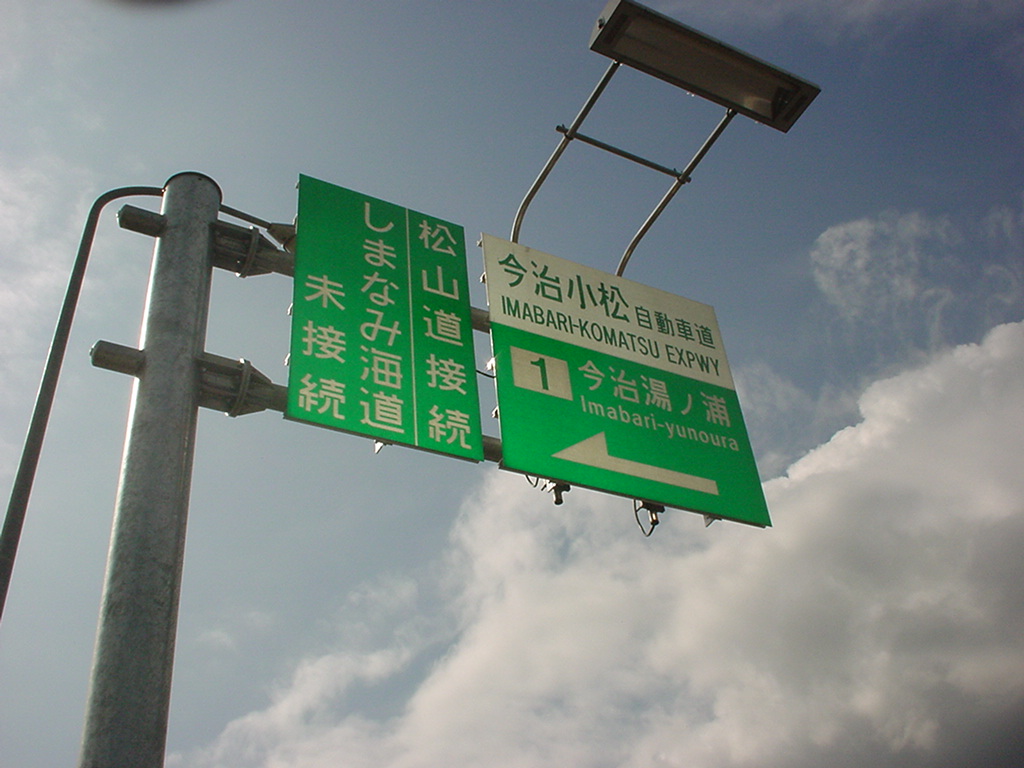 松山道接続
しまなみ海道
未接続
今治小松自動車道
IMABARI-KOMATSU EXPWY
1 今治湯ノ浦
Imabari-yunoura